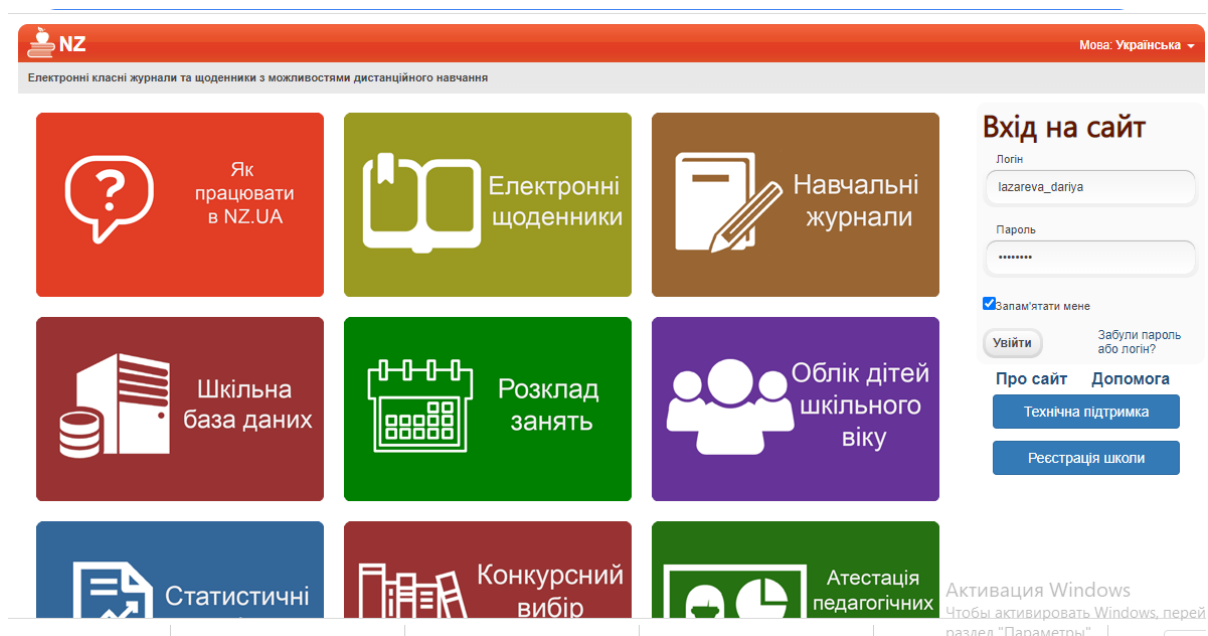 NZ
Мова: Українська
Електронні класні журнали та щоденники з можливостями дистанційного навчання
Як
працювати
в NZ.UA
Електронні
щоденники
Навчальні
журнали
Шкільна
база даних
Розклад
занять
Облік дітей
шкільного
віку
Статистичні
Конкурсний
вибір
Атестація
педагогічних
Вхід на сайт
Логін
lazareva_dariya
Пароль
••••••••
Запам'ятати мене
Увійти
Забули пароль
або логін?
Про сайт Допомога
Технічна підтримка
Реєстрація школи
Активация Windows
Чтобы активировать Windows, перей
раздел "Параметры"